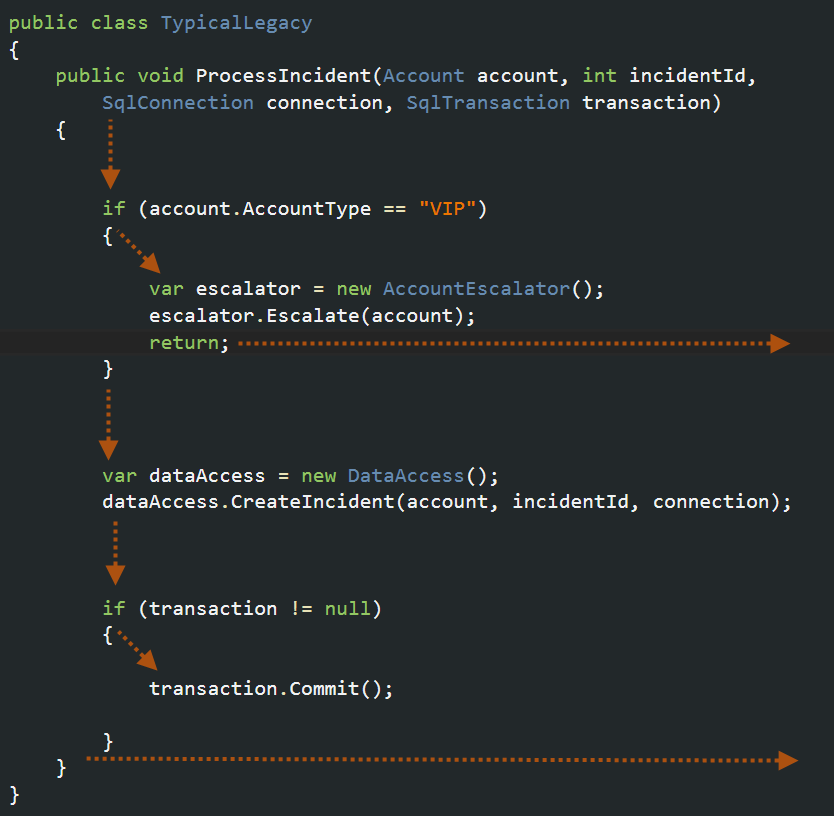 public class TypicalLegacy
{
public void ProcessIncident(Account account, int incidentId,
SqlConnection connection, SqlTransaction transaction)
{
if (account.AccountType == "VIP")
{
var escalator = new AccountEscalator();
escalator.Escalate(account);
return;
}
var dataAccess = new DataAccess();
dataAccess.CreateIncident(account, incidentId, connection);
if (transaction != null)
{
transaction.Commit();
}
}
}